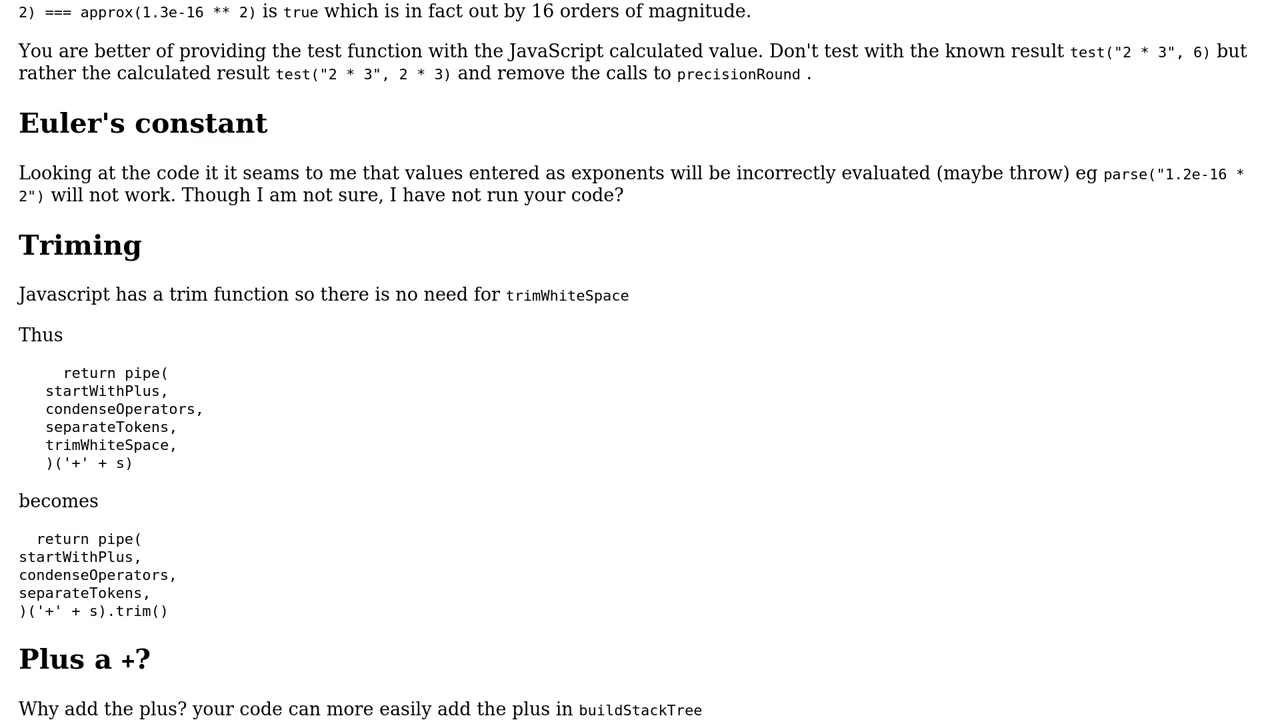 2) === approx(1.3e-16 ** 2) is true which is in fact out by 16 orders of magnitude.
You are better of providing the test function with the JavaScript calculated value. Don't test with the known result test("2 * 3", 6) but
rather the calculated result test("2 * 3", 2 * 3) and remove the calls to precisionRound .
Euler's constant
Looking at the code it it seams to me that values entered as exponents will be incorrectly evaluated (maybe throw) eg parse("1.2e-16 *
2") will not work. Though I am not sure, I have not run your code?
Triming
Javascript has a trim function so there is no need for trimWhiteSpace
Thus
return pipe(
startWithPlus,
condenseOperators,
separateTokens,
trimWhiteSpace,
)('+' + s)
becomes
return pipe(
startWithPlus,
condenseOperators,
separateTokens,
)('+' + s).trim()
Plus a +?
Why add the plus? your code can more easily add the plus in buildStackTree